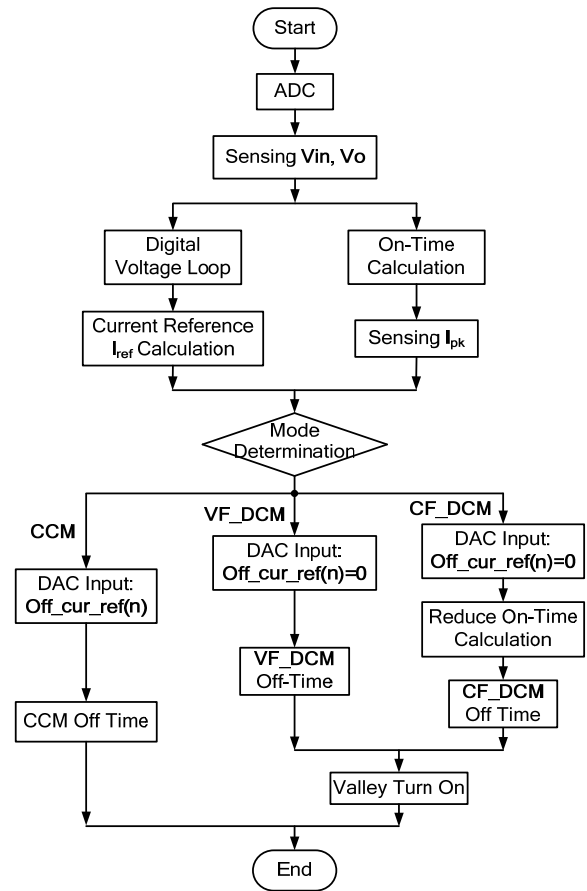 Start
ADC
Sensing Vin, Vo
Digital
Voltage Loop
On-Time
Calculation
Current Reference
Iref Calculation
Sensing Ipk
Mode
Determination
CCM
VF_DCM
CF_DCM
DAC Input:
Off_cur_ref(n)
DAC Input:
Off_cur_ref(n)=0
DAC Input:
Off_cur_ref(n)=0
Reduce On-Time
Calculation
CCM Off Time
VF_DCM
Off-Time
CF_DCM
Off Time
Valley Turn On
End